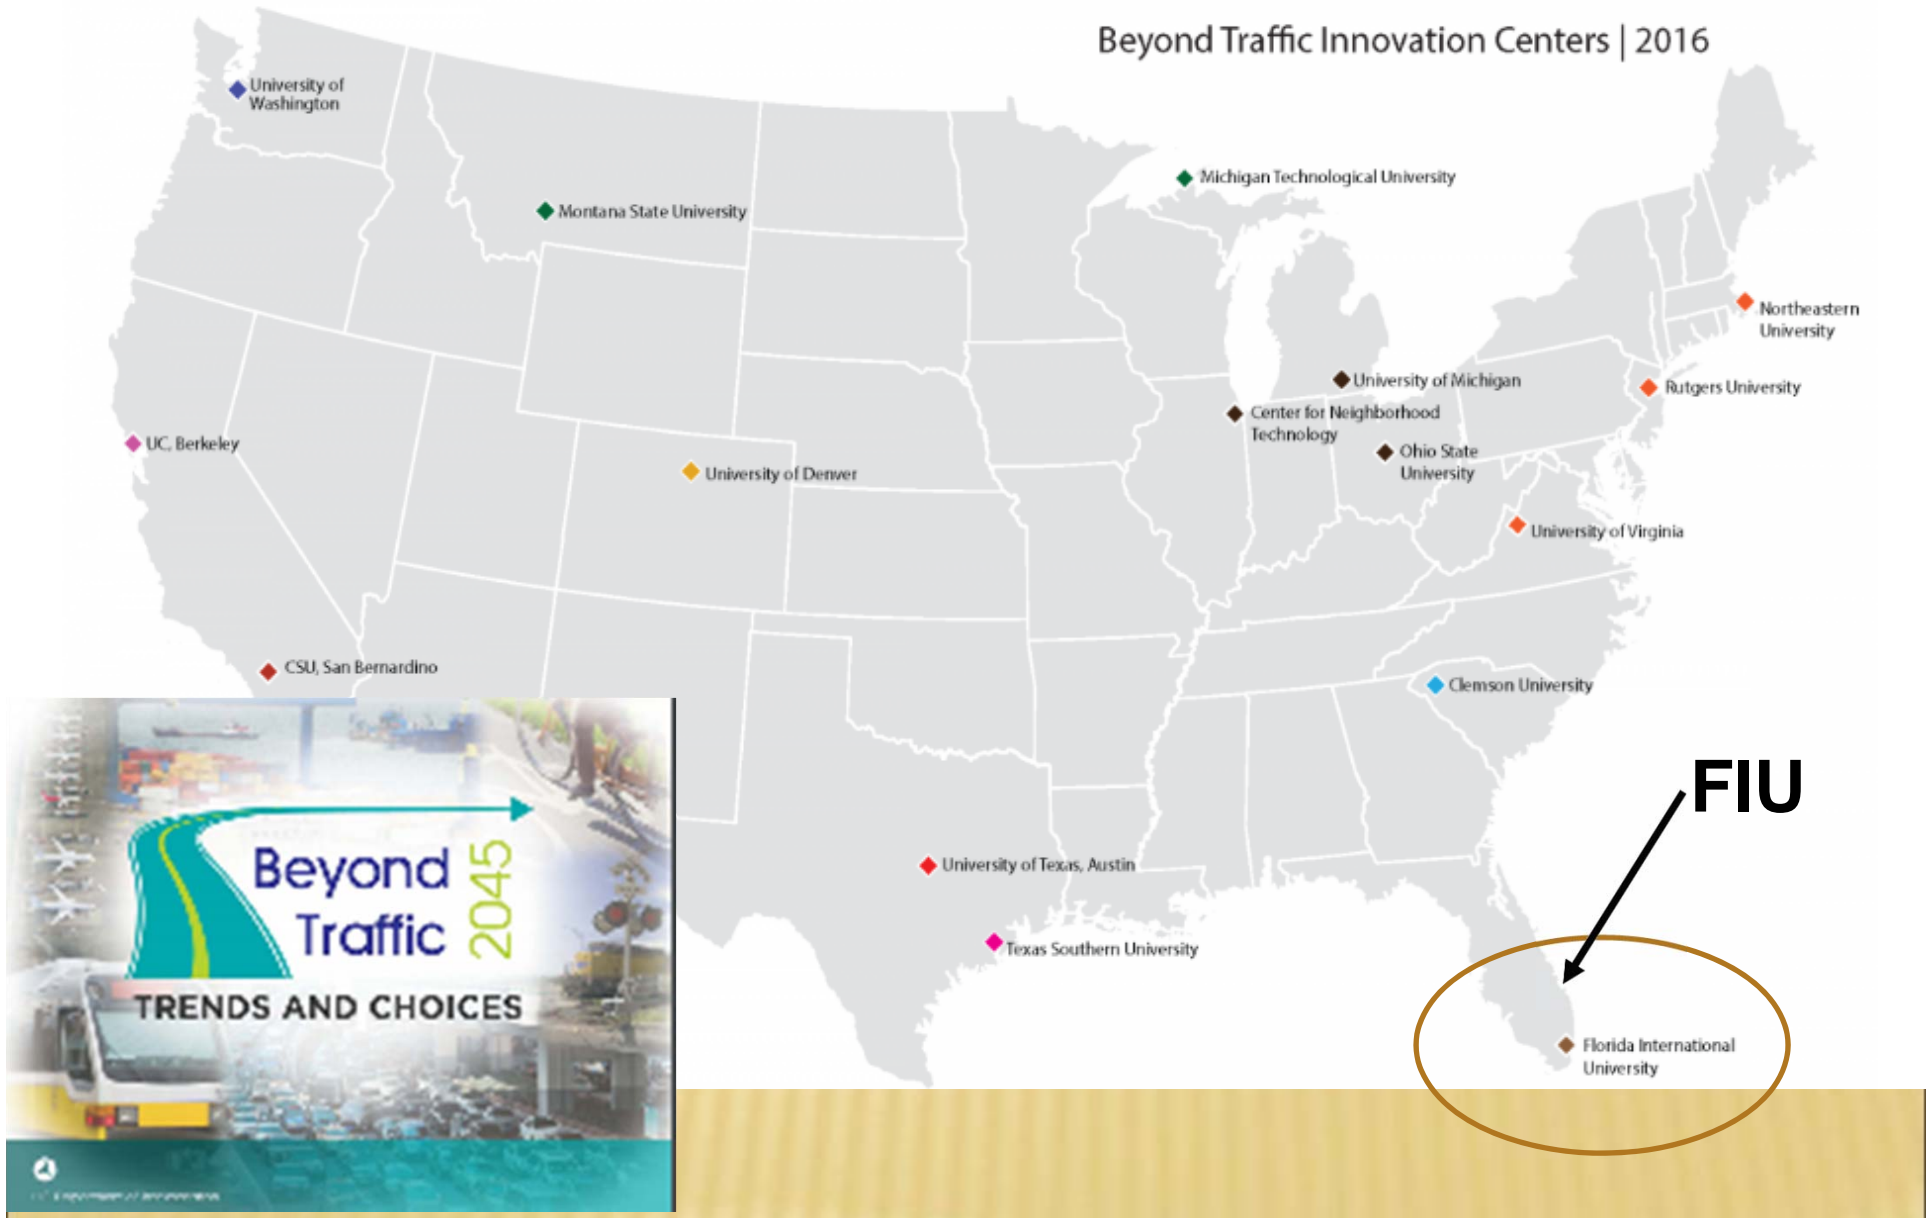 Beyond Traffic Innovation Centers | 2016
University of
Washington
Michigan Technological University
Montana State University
Northeastern
University
University of Michigan
Rutgers University
Center for Neighborhood
Technology
UC, Berkeley
Ohio State
University
University of Denver
University of Virginia
CSU, San Bernardino
Clemson University
FIU
University of Texas, Austin
Texas Southern University
Florida International
University
Beyond
Traffic
2045
TRENDS AND CHOICES